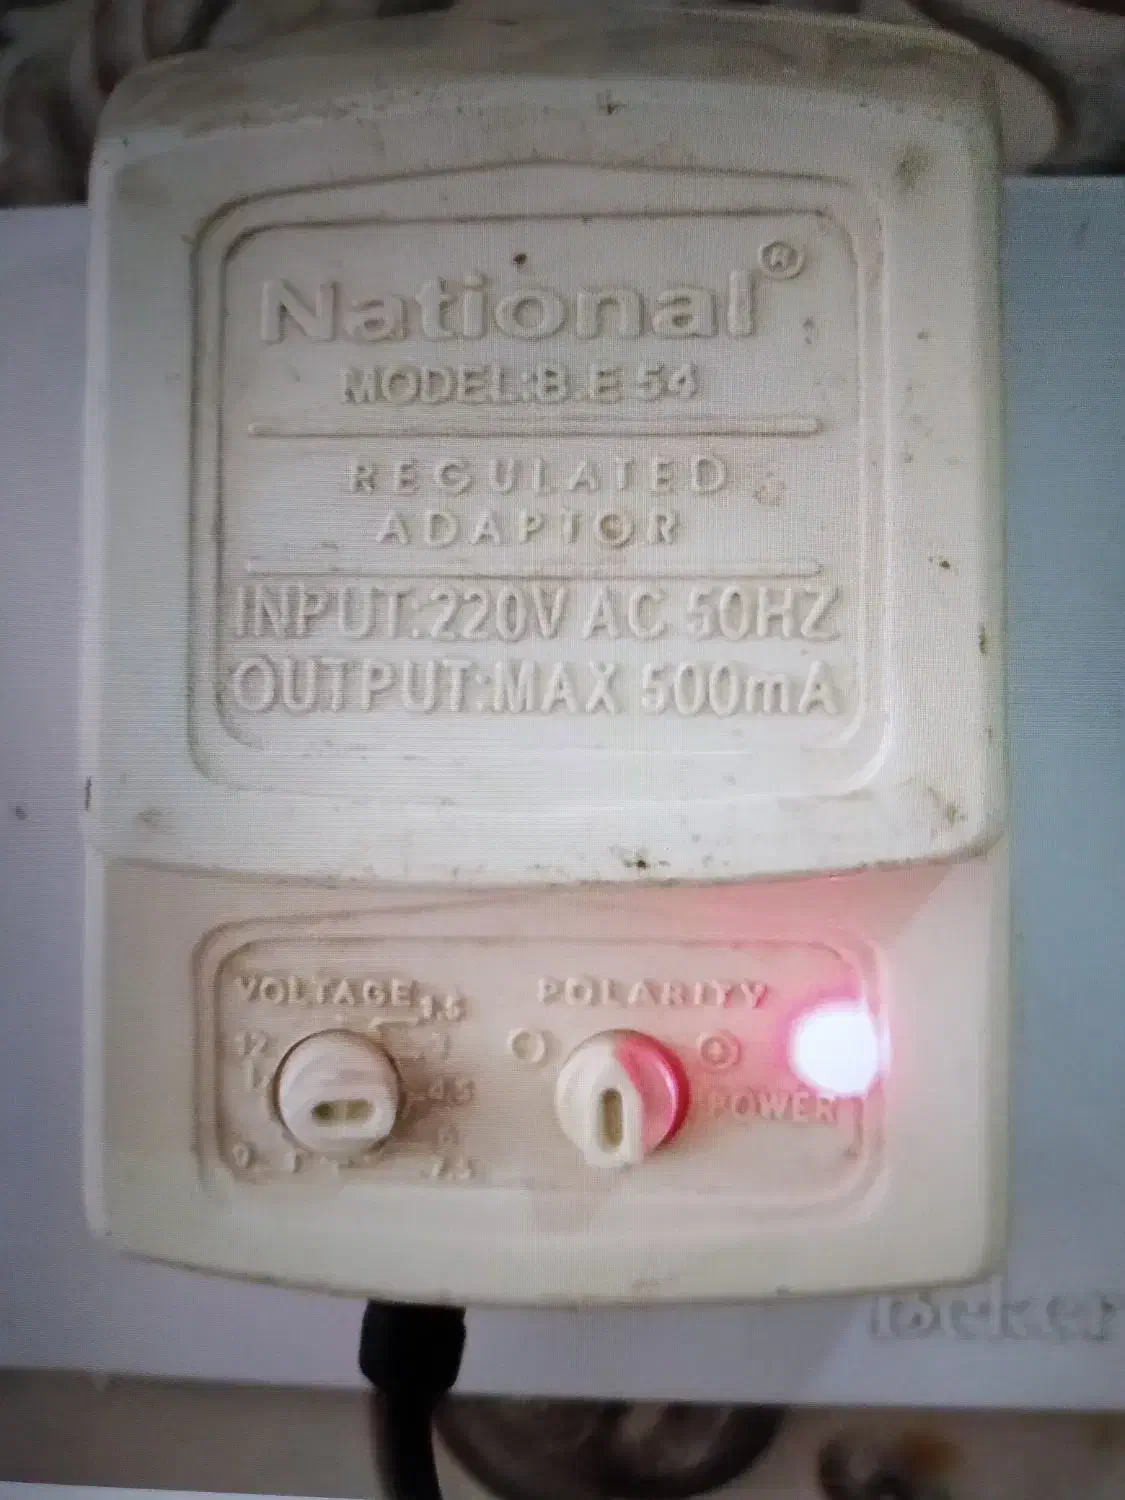 National®
MODEL:B.E 54
REGULATED
ADAPTOR
INPUT:220V AC 50HZ
OUTPUT:MAX 500mA
VOLTAGE
POLARITY
1.5
12
4.5
6
7.5
9
POWER